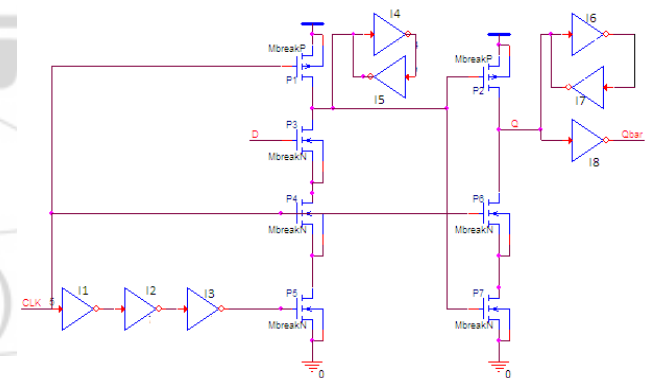 I4
I6
MbreakP
P1
MbreakP
P2
I5
I7
P3
D
Q
Qbar
MbreakN
I8
P4
P6
MbreakN
MbreakN
I1
I2
I3
P5
P7
CLK
MbreakN
MbreakN
0
0